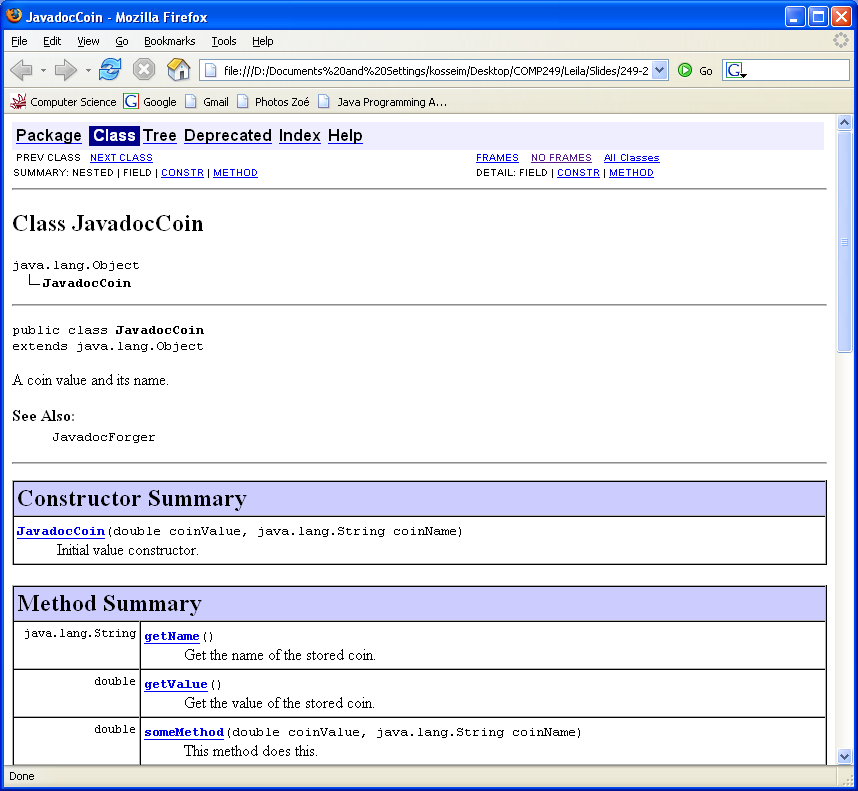 JavadocCoin - Mozilla Firefox
File Edit View Go Bookmarks Tools Help
file:///D:/Documents%20and%20Settings/kosseim/Desktop/COMP249/Leila/Slides/249-2 Go G
Computer Science G Google Gmail Photos Zoé Java Programming A...
Package Class Tree Deprecated Index Help
PREV CLASS NEXT CLASS FRAMES NO FRAMES All Classes
SUMMARY: NESTED | FIELD | CONSTR | METHOD DETAIL: FIELD | CONSTR | METHOD
Class JavadocCoin
java.lang.Object
JavadocCoin
public class JavadocCoin
extends java.lang.Object
A coin value and its name.
See Also:
JavadocForger
Constructor Summary
JavadocCoin(double coinValue, java.lang.String coinName)
Initial value constructor.
Method Summary
java.lang.String getName()
Get the name of the stored coin.
double getValue()
Get the value of the stored coin.
double someMethod(double coinValue, java.lang.String coinName)
This method does this.
Done